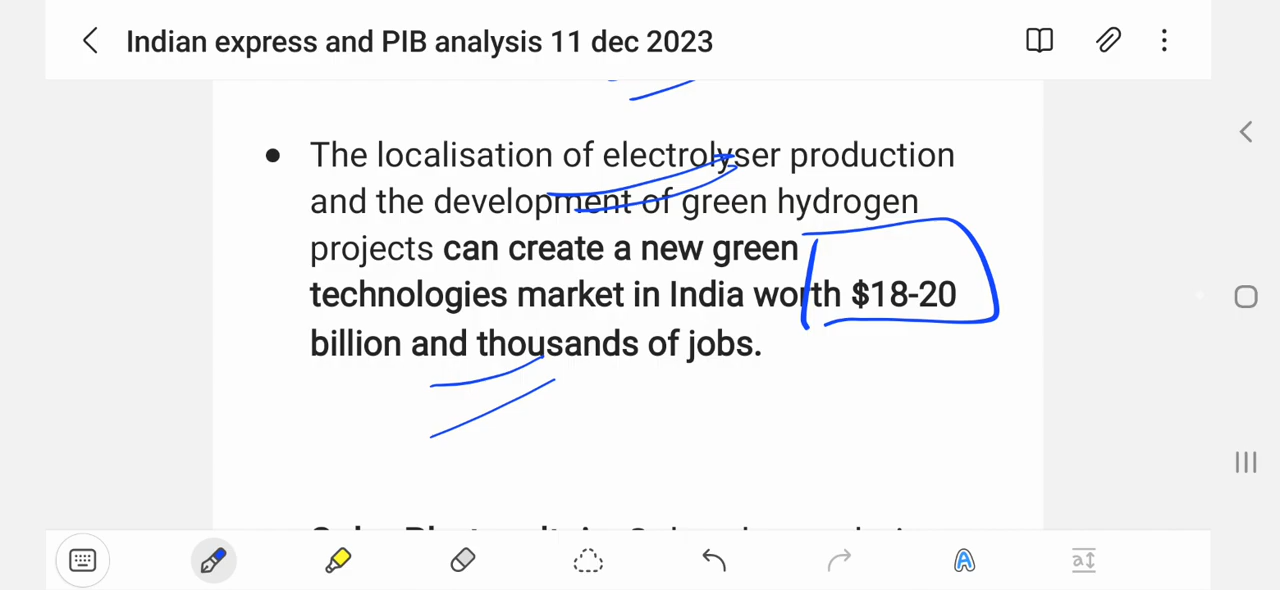 Indian express and PIB analysis 11 dec 2023
The localisation of electrolyser production
and the development of green hydrogen
projects can create a new green
technologies market in India worth $18-20
billion and thousands of jobs.